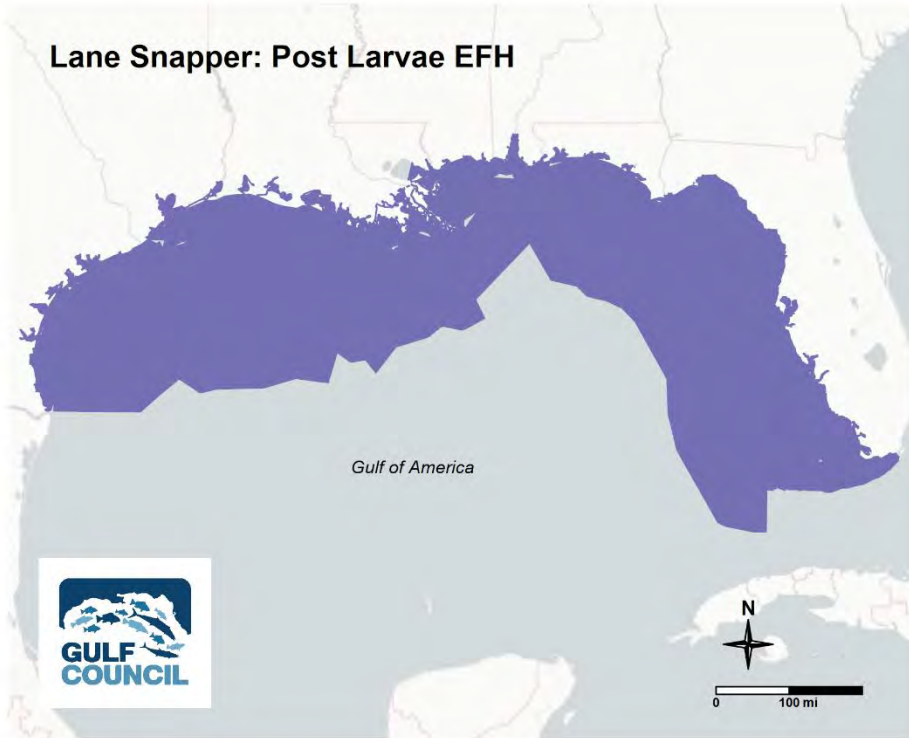 Lane Snapper: Post Larvae EFH
Gulf of America
GULF
COUNCIL
N
0 100 mi